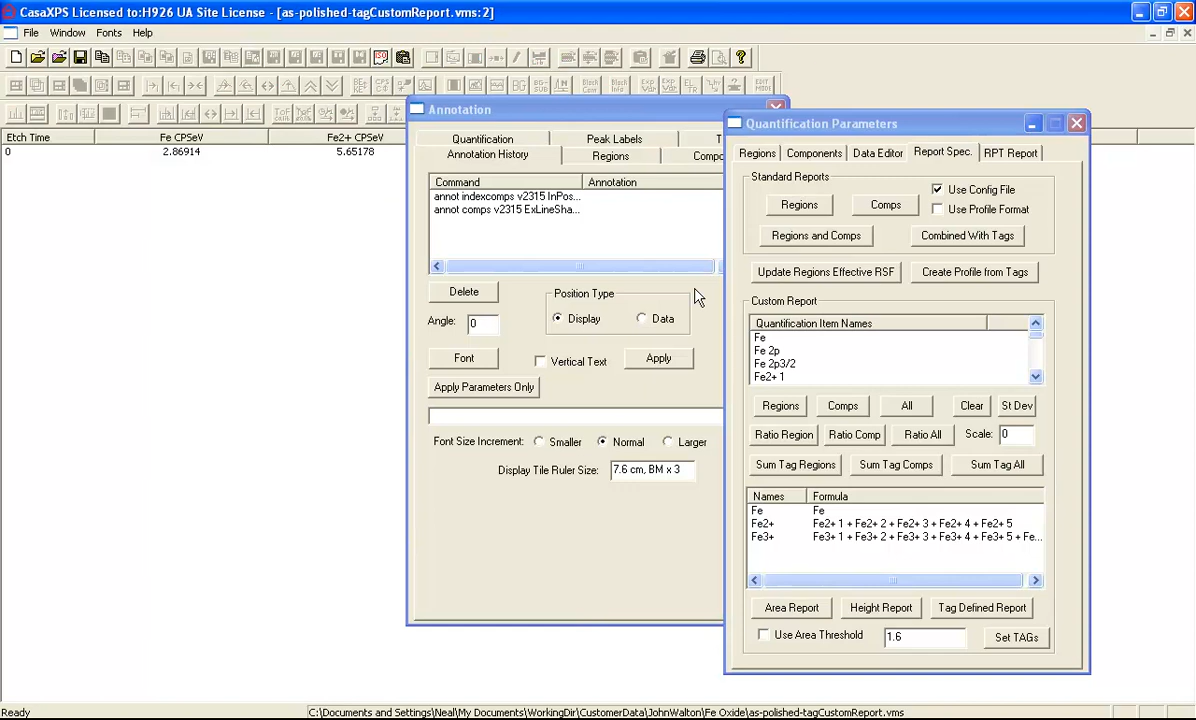 CasaXPS Licensed to:H926 UA Site License - [as-polished-tagCustomReport.vms:2]
File Window Fonts Help
Etch Time Fe CPSeV Fe2+ CPSeV
0 2.86914 5.65178
Annotation
Quantification Peak Labels T
Annotation History Regions Compo
Command Annotation
annot indexcomps v2315 InPos...
annot comps v2315 ExLineSha...
Delete
Position Type
Angle: 0
Display Data
Font
Vertical Text
Apply
Apply Parameters Only
Font Size Increment: Smaller Normal Larger
Display Tile Ruler Size: 7.6 cm, BM x 3
Quantification Parameters
Regions Components Data Editor Report Spec. RPT Report
Standard Reports
Regions Comps
Use Config File
Use Profile Format
Regions and Comps Combined With Tags
Update Regions Effective RSF Create Profile from Tags
Custom Report
Quantification Item Names
Fe
Fe 2p
Fe 2p3/2
Fe2+ 1
Regions Comps All Clear St Dev
Ratio Region Ratio Comp Ratio All Scale: 0
Sum Tag Regions Sum Tag Comps Sum Tag All
Names Formula
Fe Fe
Fe2+ Fe2+ 1 + Fe2+ 2 + Fe2+ 3 + Fe2+ 4 + Fe2+ 5
Fe3+ Fe3+ 1 + Fe3+ 2 + Fe3+ 3 + Fe3+ 4 + Fe3+ 5 + Fe...
Area Report Height Report Tag Defined Report
Use Area Threshold 1.6 Set TAGs
Ready C:\Documents and Settings\Neal\My Documents\WorkingDir\CustomerData\JohnWalton\Fe Oxide\as-polished-tagCustomReport.vms